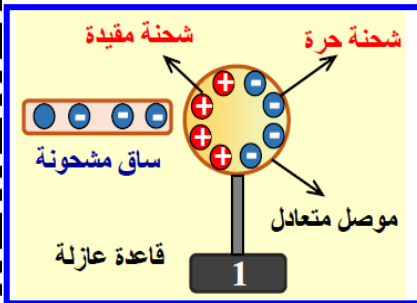 شحنة مقيدة
شحنة حرة
ساق مشحونة
موصل متعادل
قاعدة عازلة
1